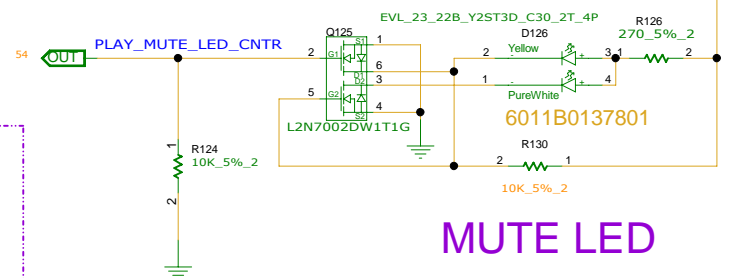 EVL_23_22B_Y2ST3D_C30_2T_4P
Q125 D126 R126
270_5%_2
54 OUT PLAY_MUTE_LED_CNTR 2 G1 S1 1 2 Yellow 3 1 2
D1 6
5 G2 D2 3 1 PureWhite 4
S2 4
L2N7002DW1T1G
6011B0137801
1 R124
10K_5%_2
2
R130
2 1
10K_5%_2
MUTE LED